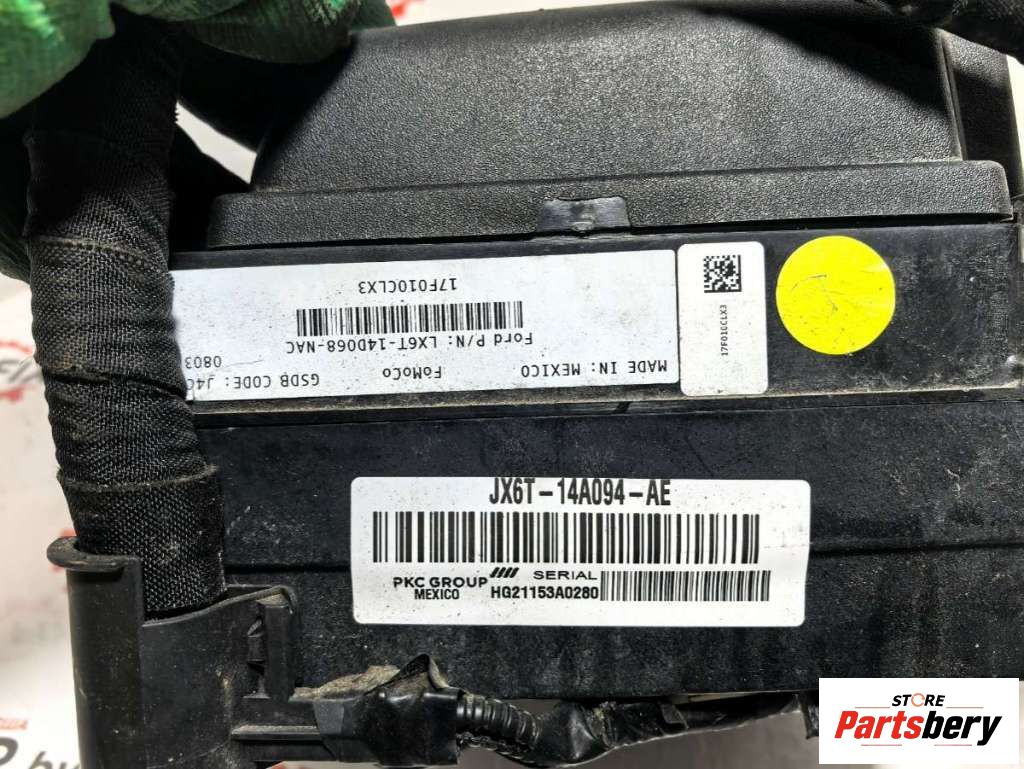 MADE IN: MEXICO
FoMoCo
GSDB CODE: J4
0803
Ford P/N: LX6T-14D068-NAC
17F010CLX3
17F010CLX3
JX6T-14A094-AE
PKC GROUP
MEXICO
SERIAL
HG21153A0280
STORE
Partsbery